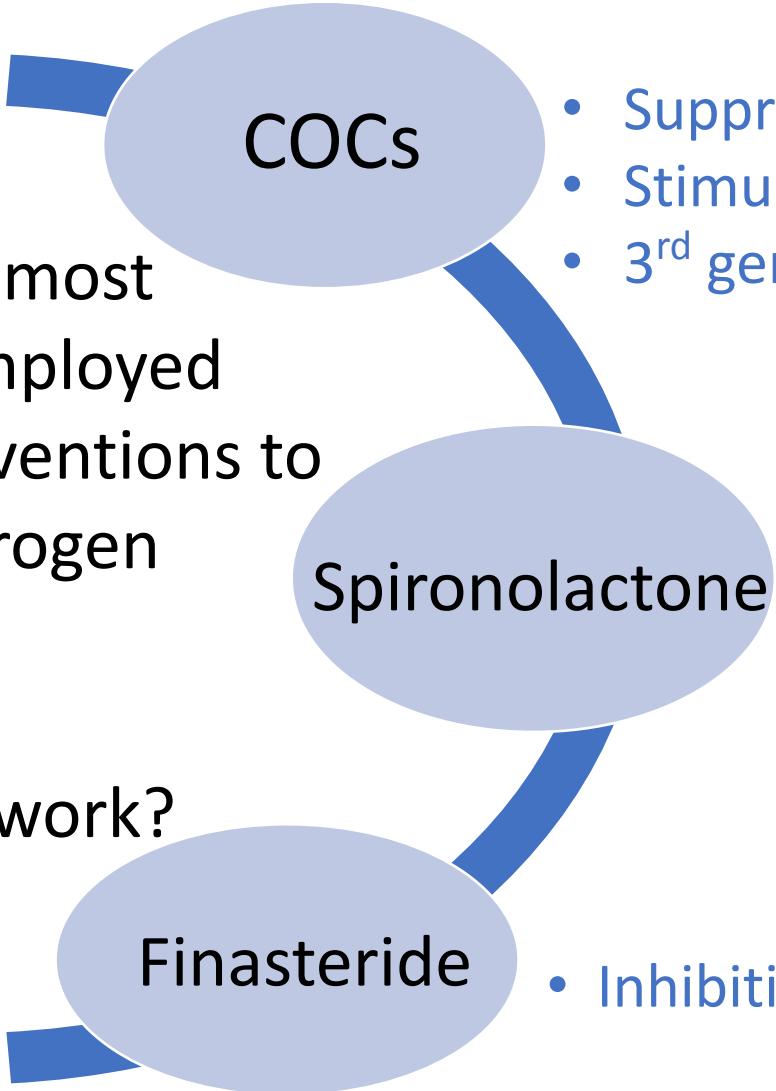 COCs
• Suppr
• Stimu
• 3rd ger
most
nployed
ventions to
rogen
Spironolactone
work?
Finasteride
• Inhibiti